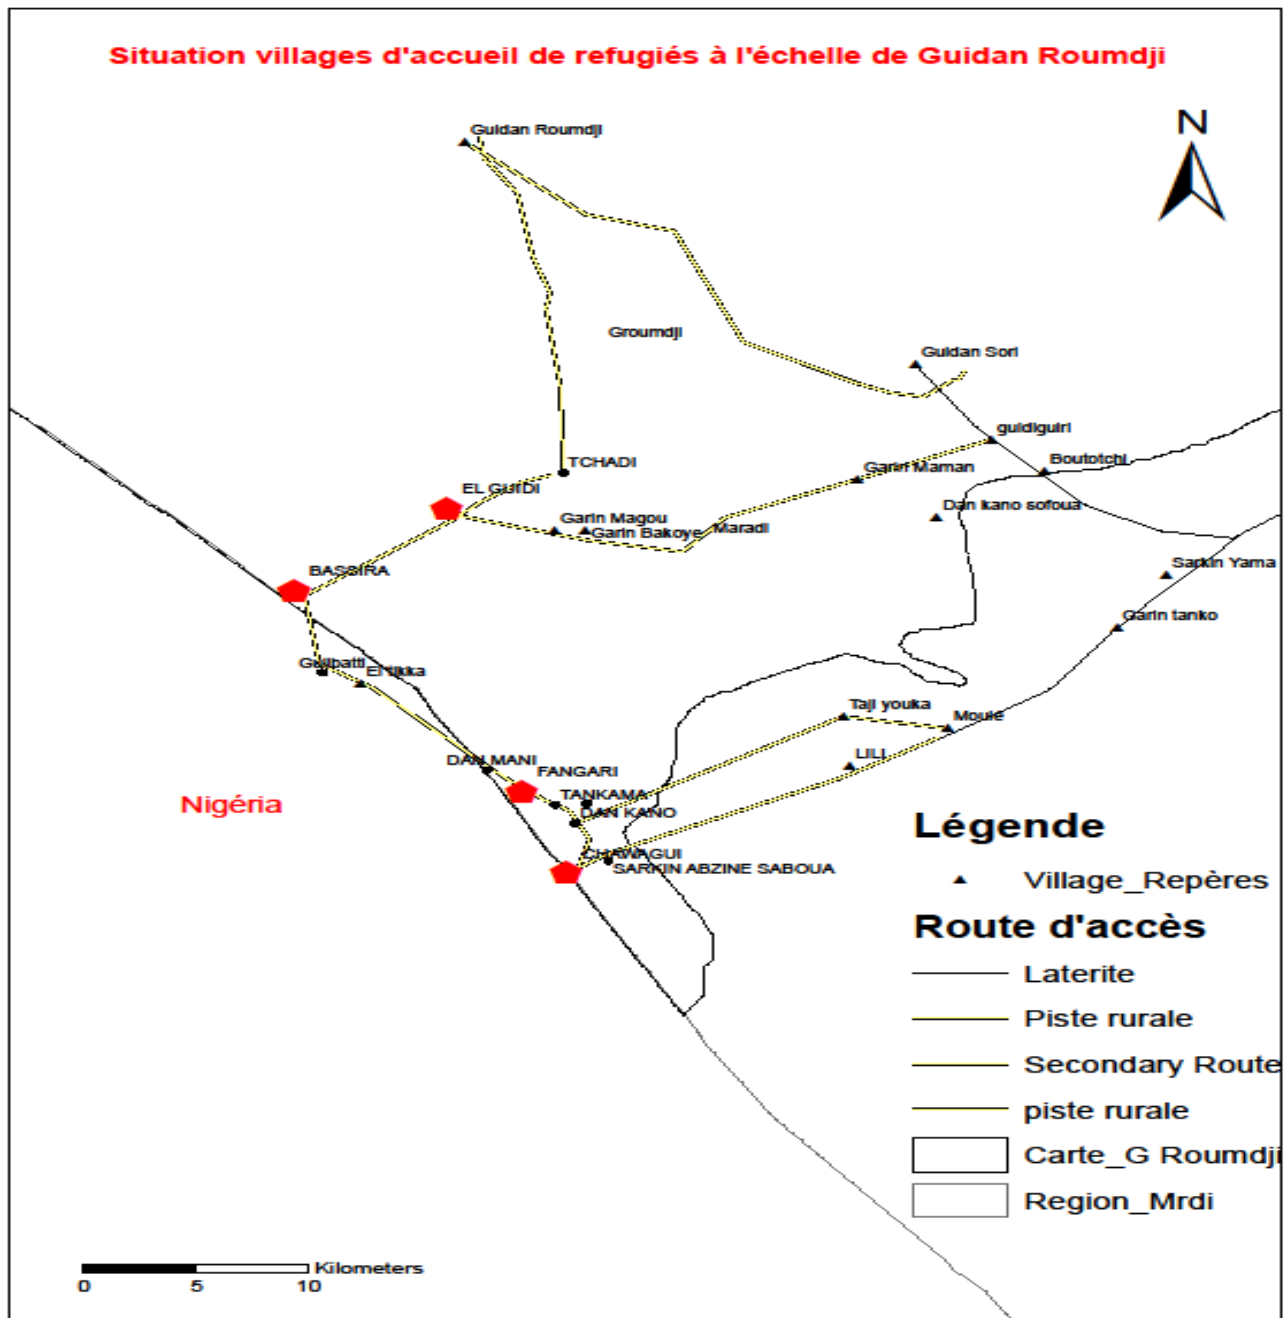 Situation villages d'accueil de refugiés à l'échelle de Guidan Roumdji
N
Guidan Roumdji
Groumdji
Guidan Sori
guidiguiri
TCHADI
Boutotchi
Garin Maman
EL GUIDI
Dan kano sofoua
Garin Magou
Maradi
Garin Bakoye
Sarkin Yama
BASSIRA
Garin tanko
Guilbatti
El tikka
Taji youka
Moule
LILI
DAN MANI
FANGARI
TANKAMA
Nigéria
DAN KANO
CHAWAGUI
SARKIN ABZINE SABOUA
Légende
Village_Repères
Route d'accès
Laterite
Piste rurale
Secondary Route
piste rurale
Carte_G Roumdji
Region_Mrdi
Kilometers
0 5 10